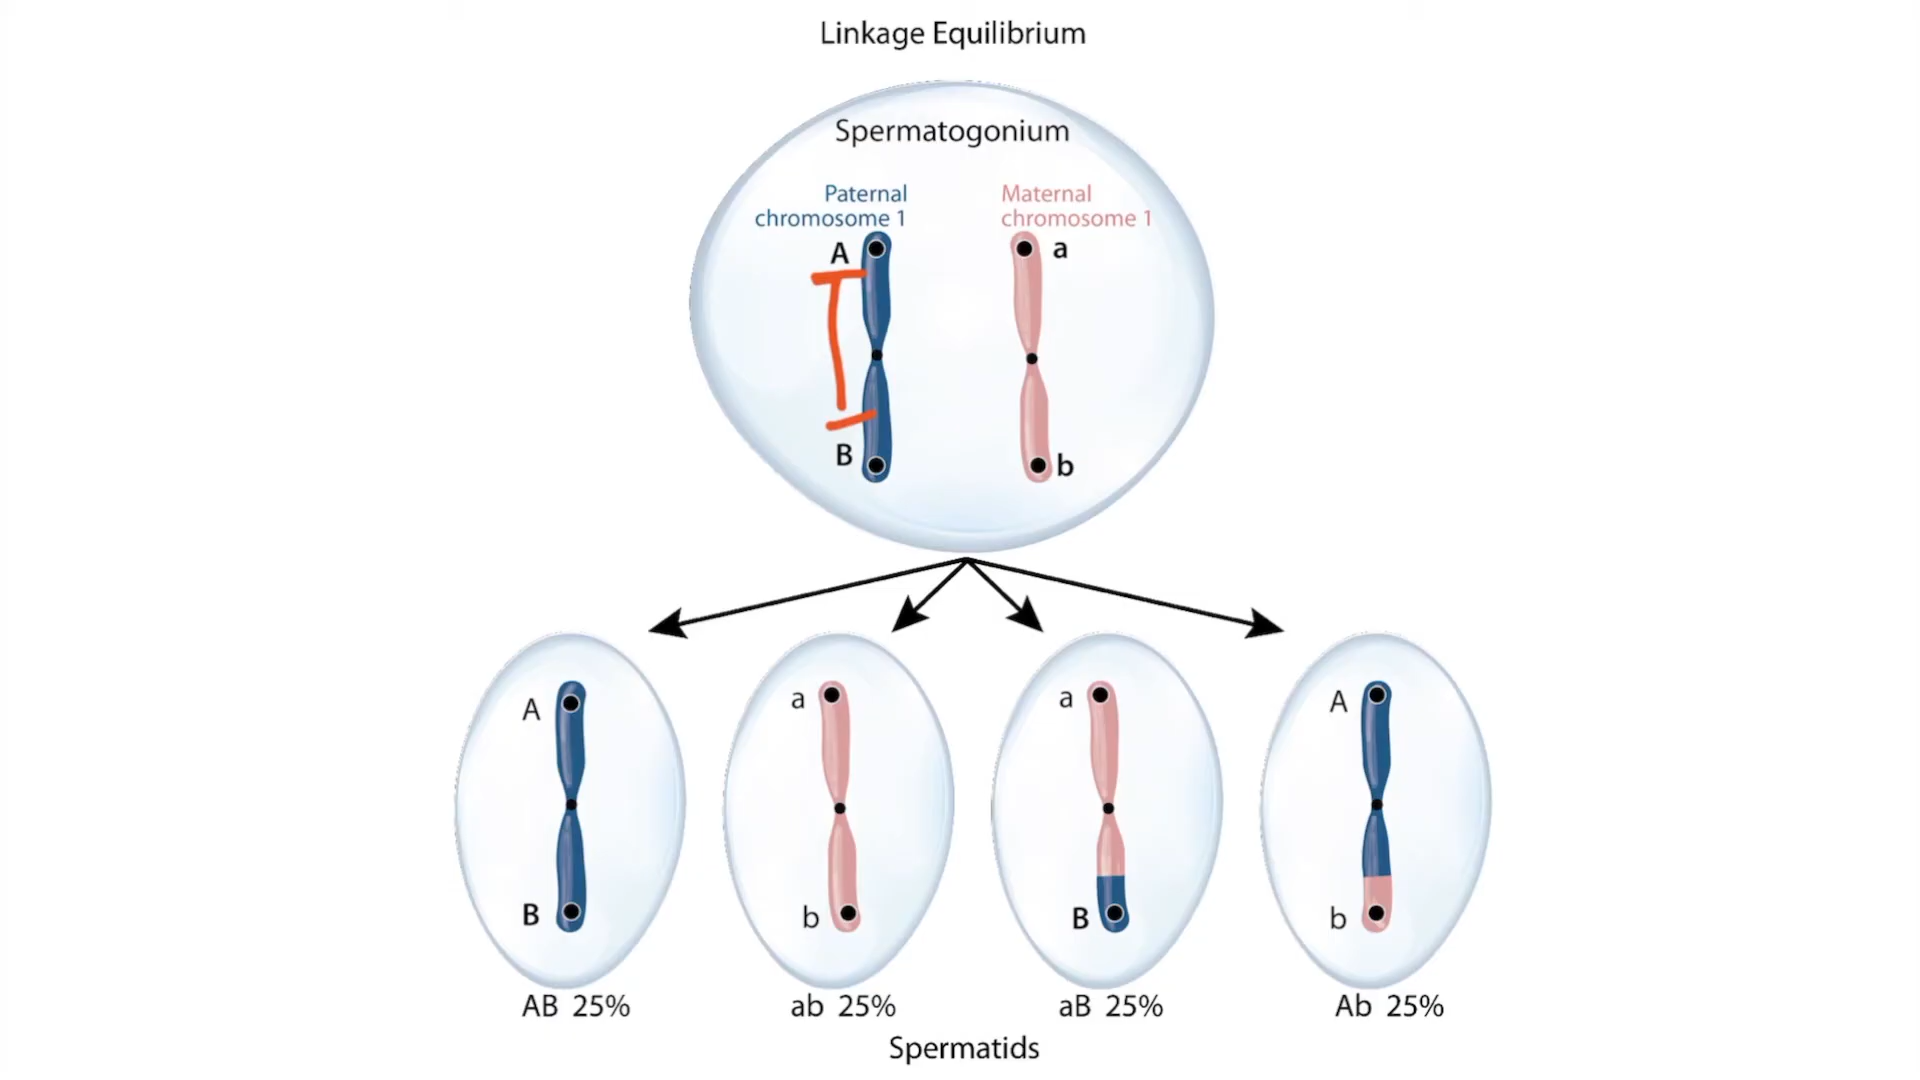 Linkage Equilibrium
Spermatogonium
Paternal
chromosome 1
Maternal
chromosome 1
A
a
B
b
A
B
a
b
a
B
A
b
AB 25%
ab 25%
aB 25%
Ab 25%
Spermatids